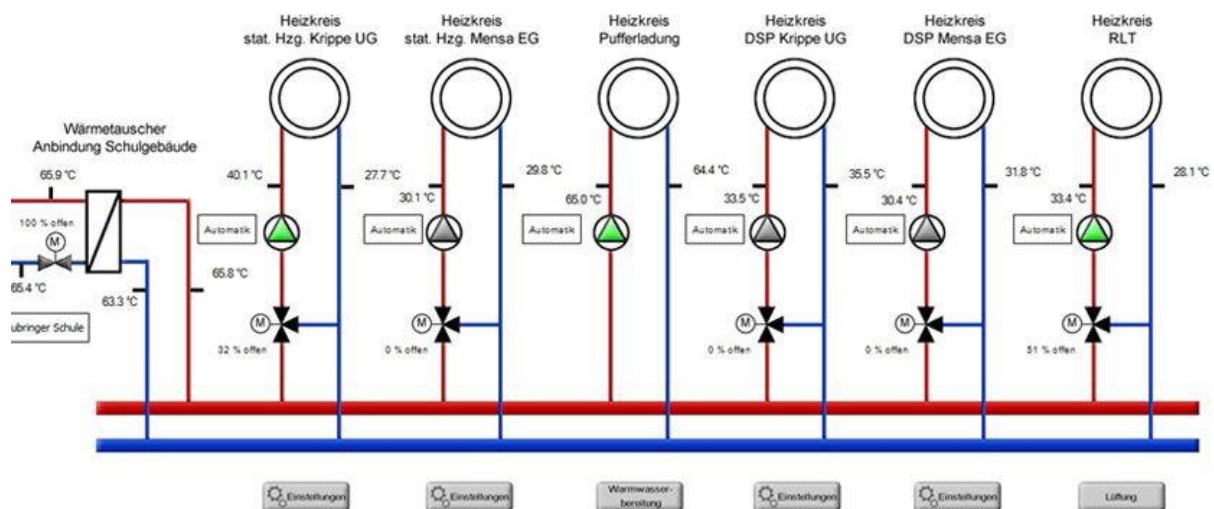 Heizkreis
stat. Hzg. Krippe UG
Heizkreis
stat. Hzg. Mensa EG
Heizkreis
Pufferladung
Heizkreis
DSP Krippe UG
Heizkreis
DSP Mensa EG
Heizkreis
RLT
Wärmetauscher
Anbindung Schulgebäude
65.9 °C
100 % offen
M
65.4 °C
63.3 °C
65.8 °C
ubringer Schule
40.1 °C
27.7 °C
Automatik
M
32 % offen
30.1 °C
29.8 °C
Automatik
M
0 % offen
65.0 °C
64.4 °C
Automatik
33.5 °C
35.5 °C
Automatik
M
0 % offen
30.4 °C
31.8 °C
Automatik
M
0 % offen
33.4 °C
28.1 °C
Automatik
M
51 % offen
Einstellungen
Einstellungen
Warmwasser-
bereitung
Einstellungen
Einstellungen
Lüftung